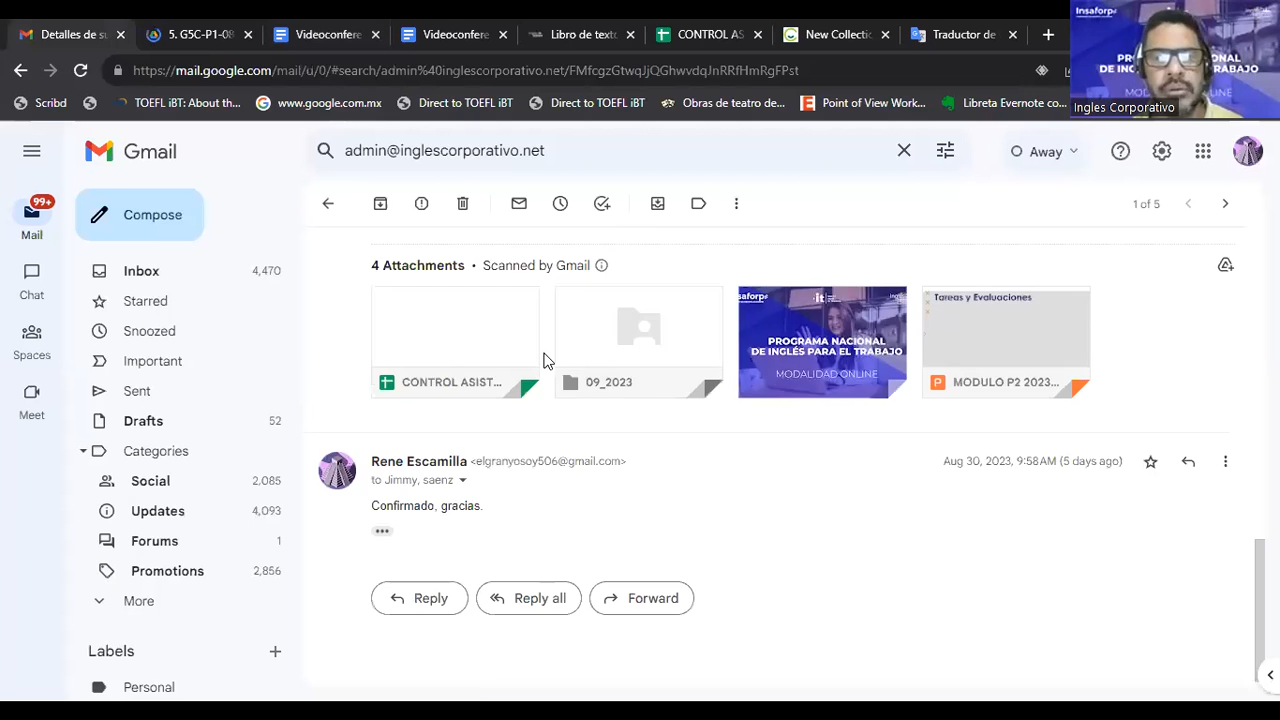 Detalles de su
5. G5C-P1-08
Videoconfere
Videoconfere
Libro de texto
CONTROL AS
New Collectio
Traductor de
https://mail.google.com/mail/u/0/#search/admin%40inglescorporativo.net/FMfcgzGtwqJjQGhwvdqJnRRfHmRgFPst
Scribd
TOEFL iBT: About the...
www.google.com.mx
Direct to TOEFL iBT
Direct to TOEFL iBT
Obras de teatro de...
Point of View Work...
Libreta Evernote co...
Insaforp
Ingles Corporativo
Gmail
admin@inglescorporativo.net
Away
99+
Mail
Chat
Spaces
Meet
Compose
Inbox 4,470
Starred
Snoozed
Important
Sent
Drafts 52
Categories
Social 2,085
Updates 4,093
Forums 1
Promotions 2,856
More
Labels
Personal
1 of 5
4 Attachments • Scanned by Gmail
CONTROL ASIST...
09_2023
PROGRAMA NACIONAL
DE INGLÉS PARA EL TRABAJO
MODALIDAD ONLINE
Tareas y Evaluaciones
MODULO P2 2023...
Rene Escamilla <elgranyosoy506@gmail.com>
Aug 30, 2023, 9:58 AM (5 days ago)
to Jimmy, saenz
Confirmado, gracias.
Reply
Reply all
Forward